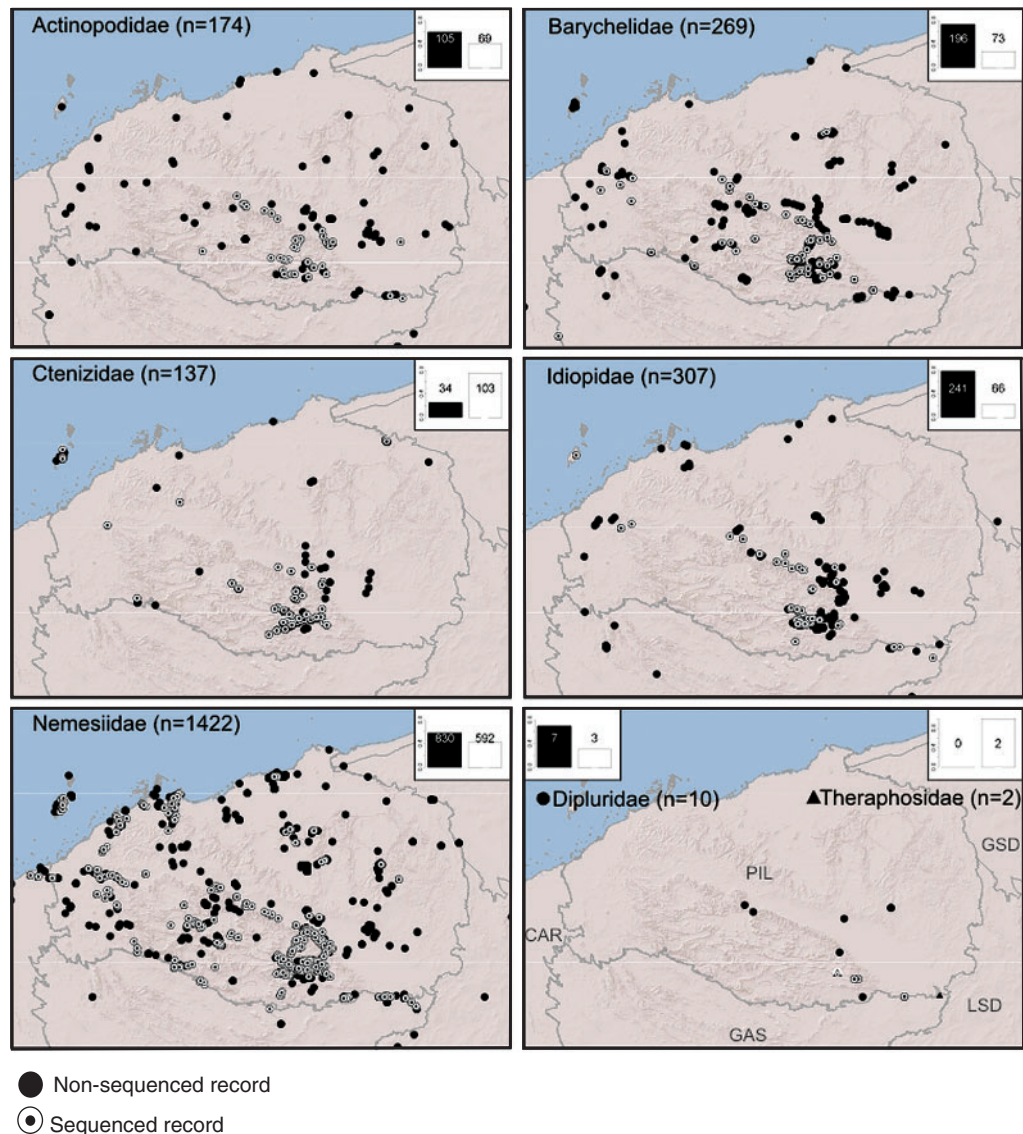 Actinopodidae (n=174)
105 69
Barychelidae (n=269)
196 73
Ctenizidae (n=137)
34 103
Idiopidae (n=307)
241 66
Nemesiidae (n=1422)
830 592
7 3
0 2
Dipluridae (n=10)
Theraphosidae (n=2)
GSD
PIL
CAR
LSD
GAS
Non-sequenced record
Sequenced record